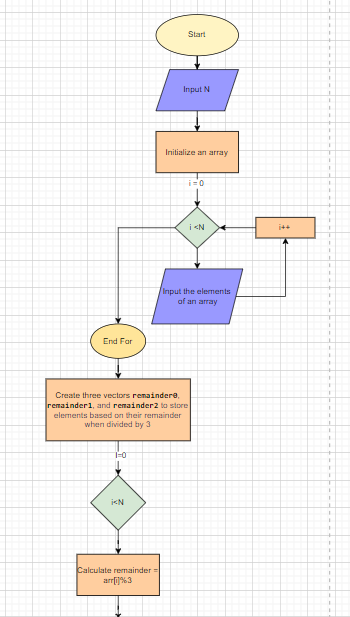 Start
Input N
Initialize an array
i = 0
i <N
i++
Input the elements
of an array
End For
Create three vectors remainder0,
remainder1, and remainder2 to store
elements based on their remainder
when divided by 3
I=0
i<N
Calculate remainder =
arr[i]%3